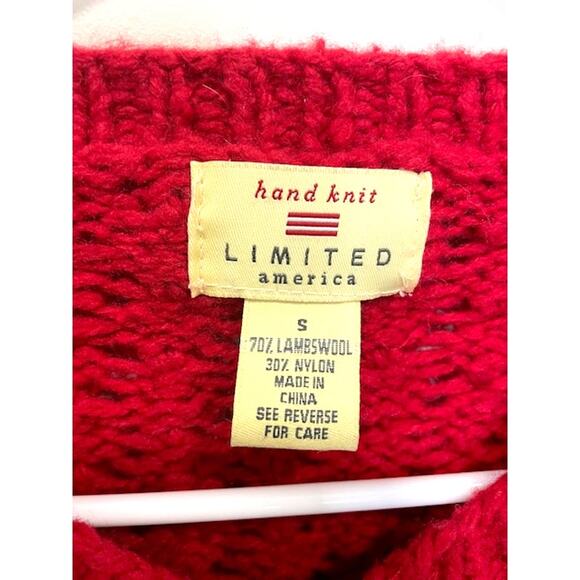 hand knit
LIMITED
america
S
70% LAMBSWOOL
30% NYLON
MADE IN
CHINA
SEE REVERSE
FOR CARE